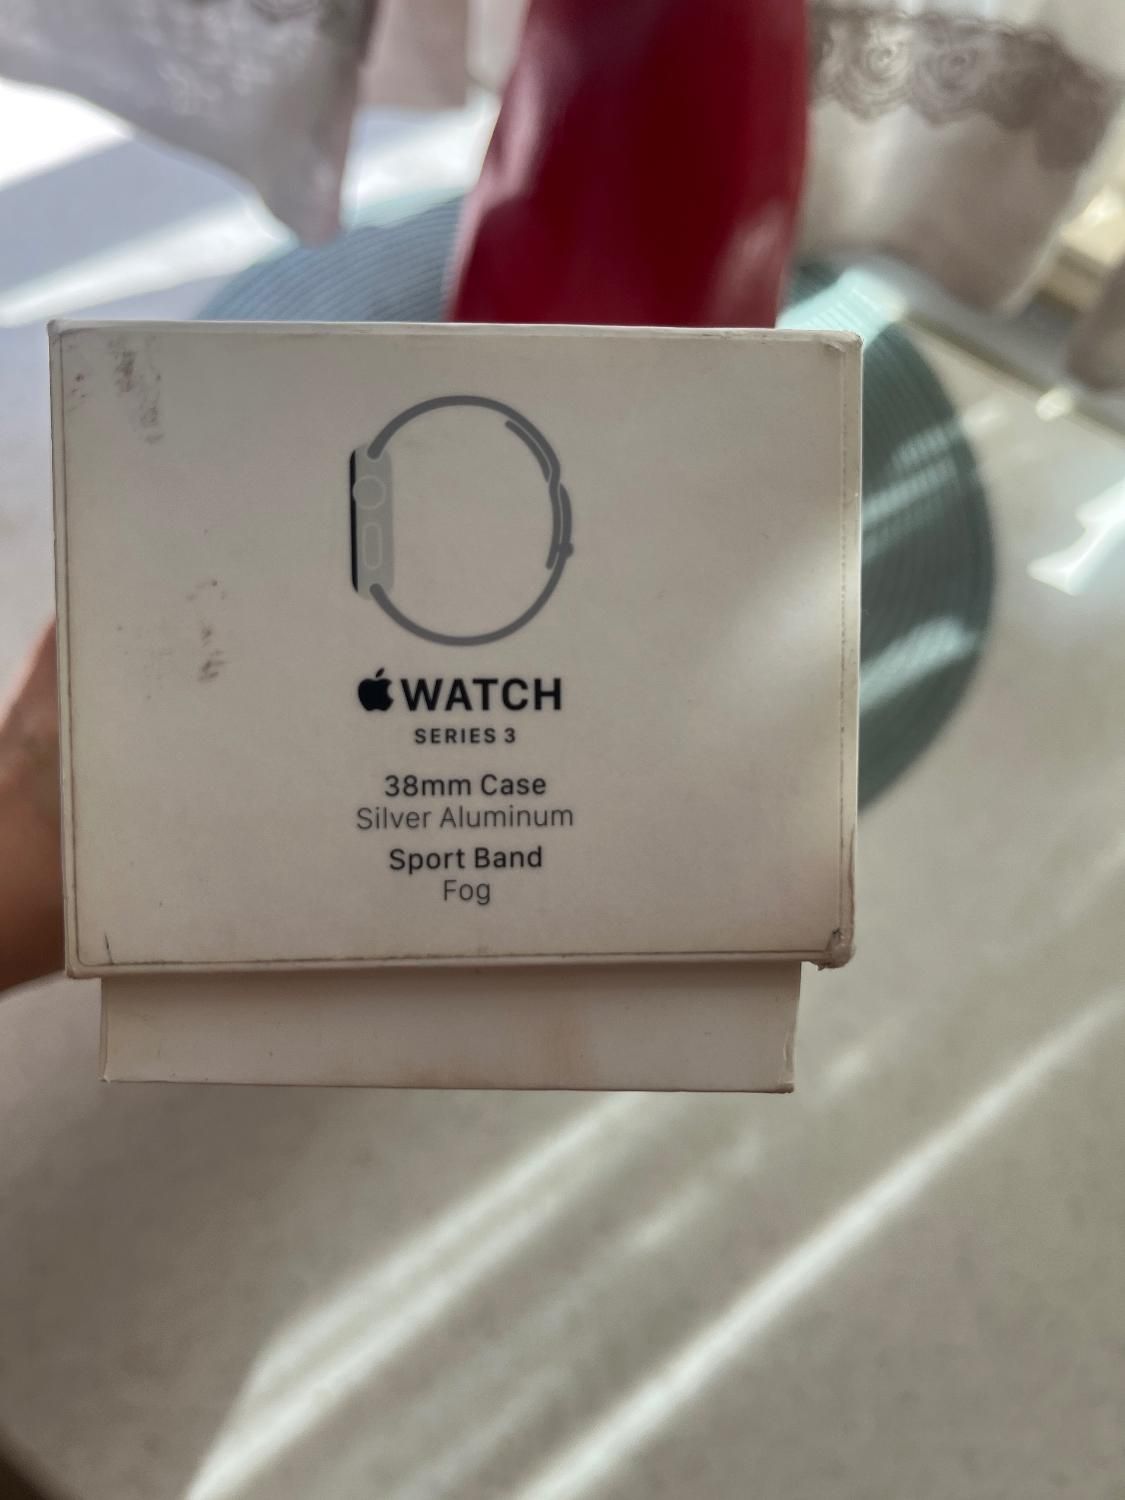 WATCH
SERIES 3
38mm Case
Silver Aluminum
Sport Band
Fog